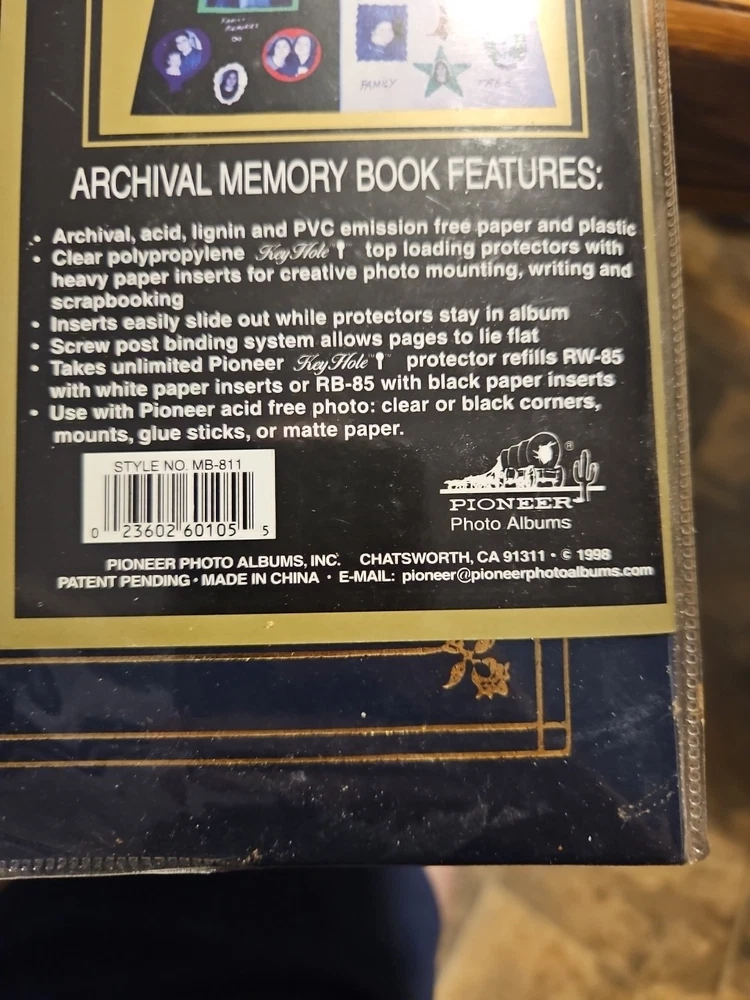 FAMILY
MEMORIES
FAMILY
TREE
ARCHIVAL MEMORY BOOK FEATURES:
• Archival, acid, lignin and PVC emission free paper and plastic
• Clear polypropylene KeyHole™ top loading protectors with
heavy paper inserts for creative photo mounting, writing and
scrapbooking
• Inserts easily slide out while protectors stay in album
• Screw post binding system allows pages to lie flat
• Takes unlimited Pioneer KeyHole™ protector refills RW-85
with white paper inserts or RB-85 with black paper inserts
• Use with Pioneer acid free photo: clear or black corners,
mounts, glue sticks, or matte paper.
STYLE NO. MB-811
0 23602 60105 5
®
PIONEER
Photo Albums
PIONEER PHOTO ALBUMS, INC. CHATSWORTH, CA 91311 • © 1998
PATENT PENDING • MADE IN CHINA • E-MAIL: pioneer@pioneerphotoalbums.com